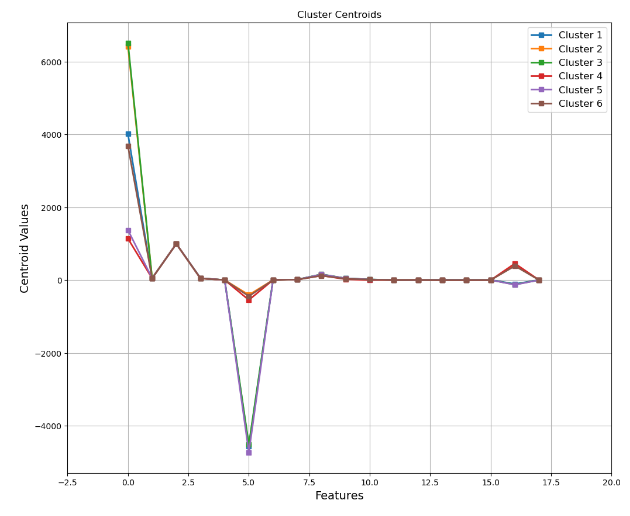 Cluster Centroids
Cluster 1
Cluster 2
Cluster 3
Cluster 4
Cluster 5
Cluster 6
6000
4000
2000
0
−2000
−4000
Centroid Values
−2.5 0.0 2.5 5.0 7.5 10.0 12.5 15.0 17.5 20.0
Features